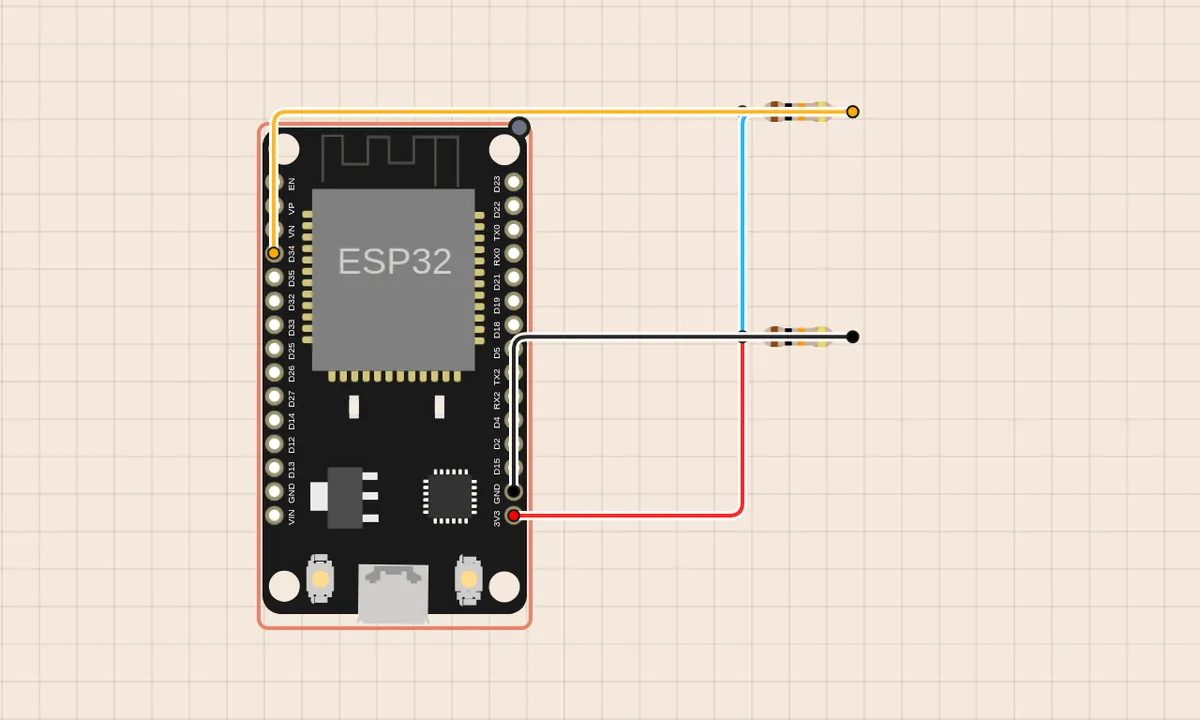 ESP32
EN
VP
VN
D34
D35
D32
D33
D25
D26
D27
D14
D12
D13
GND
VIN
D23
D22
TX0
RX0
D21
D19
D18
D5
TX2
RX2
D4
D2
D15
GND
3V3